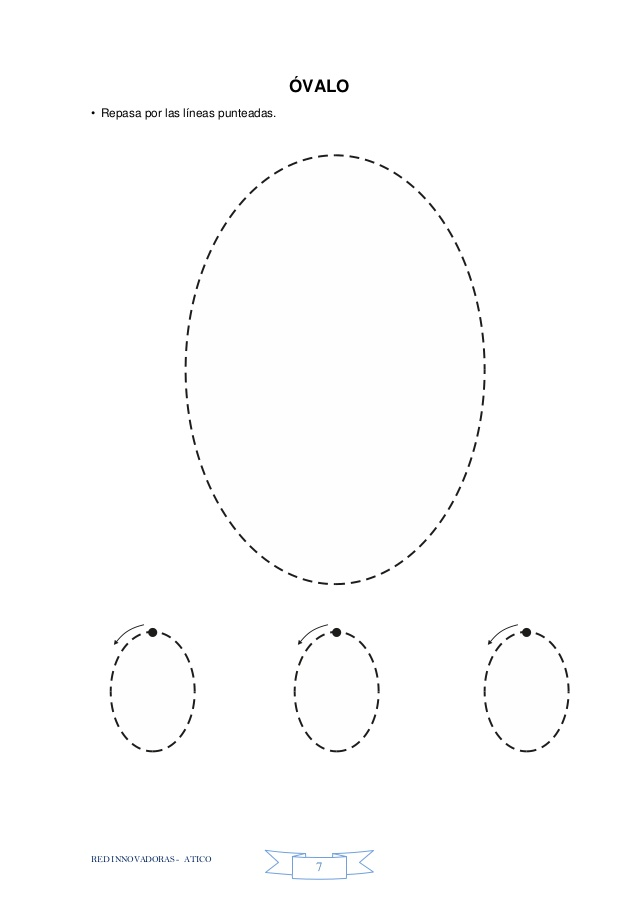 ÓVALO
• Repasa por las líneas punteadas.
RED INNOVADORAS - ATICO
7